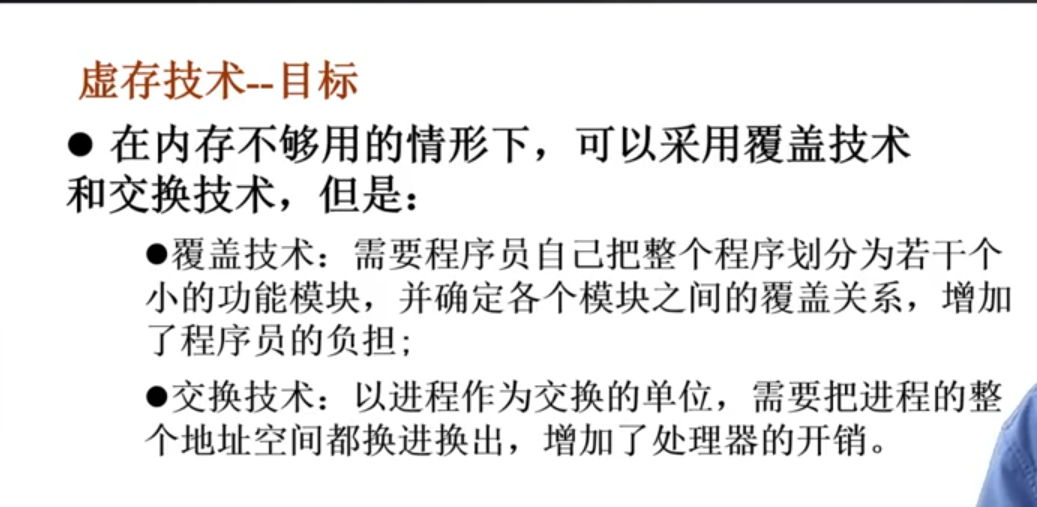 虚存技术--目标
● 在内存不够用的情形下，可以采用覆盖技术
和交换技术，但是：
●覆盖技术：需要程序员自己把整个程序划分为若干个
小的功能模块，并确定各个模块之间的覆盖关系，增加
了程序员的负担；
●交换技术：以进程作为交换的单位，需要把进程的整
个地址空间都换进换出，增加了处理器的开销。